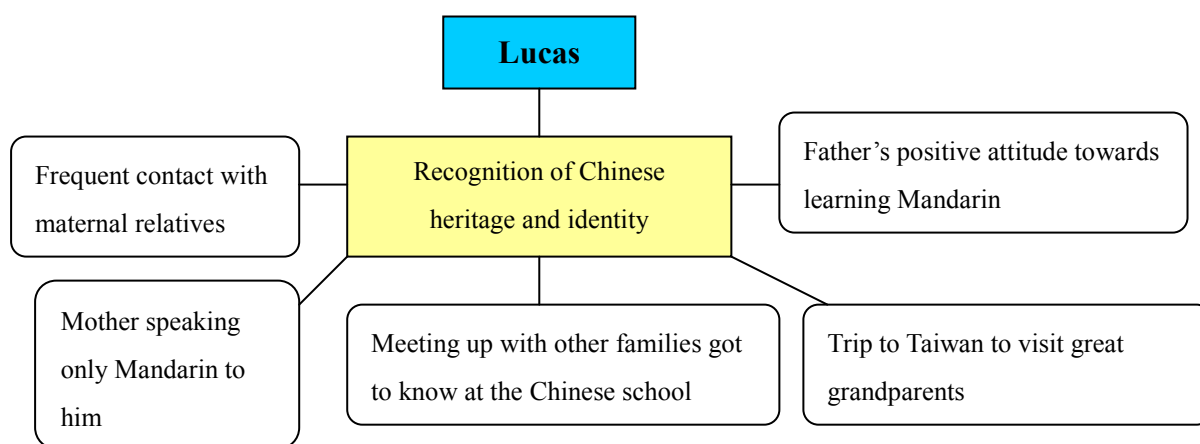 Lucas
Frequent contact with
maternal relatives
Recognition of Chinese
heritage and identity
Father's positive attitude towards
learning Mandarin
Mother speaking
only Mandarin to
him
Meeting up with other families got
to know at the Chinese school
Trip to Taiwan to visit great
grandparents